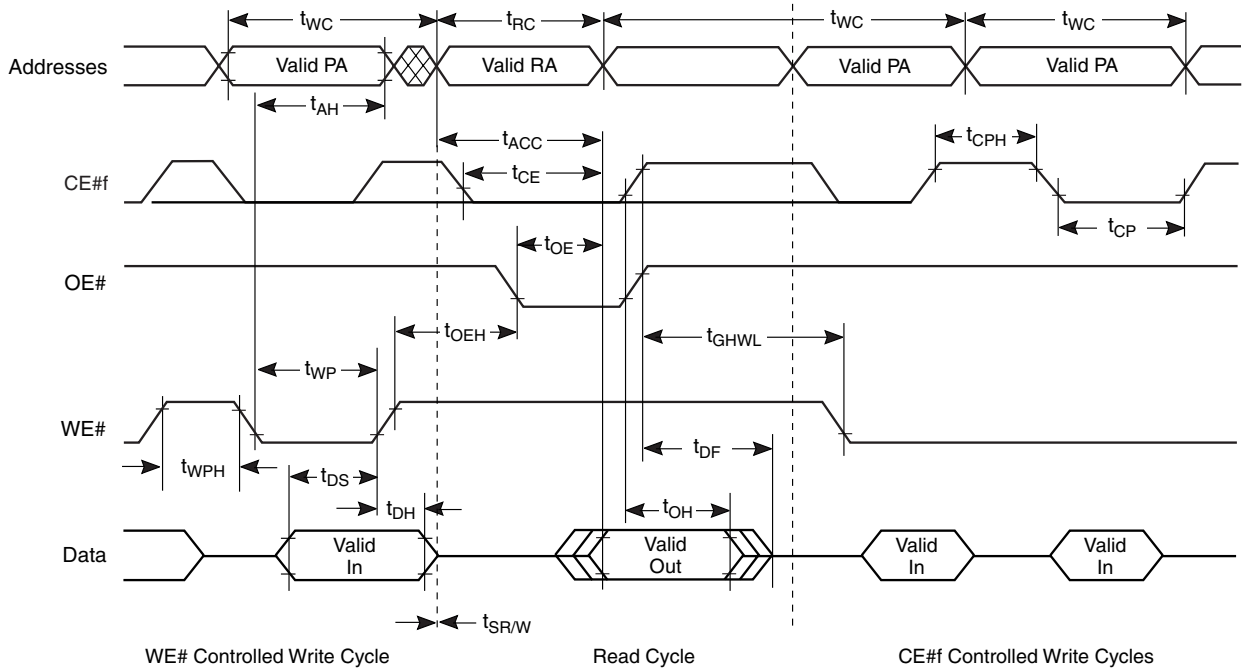 tWC
tRC
tWC
tWC
Addresses
Valid PA
Valid RA
Valid PA
Valid PA
tAH
tACC
tCPH
CE#f
tCE
tCP
tOE
OE#
tOEH
tGHWL
tWP
WE#
tWPH
tDS
tDF
tDH
tOH
Data
Valid
In
Valid
Out
Valid
In
Valid
In
tSR/W
WE# Controlled Write Cycle
Read Cycle
CE#f Controlled Write Cycles